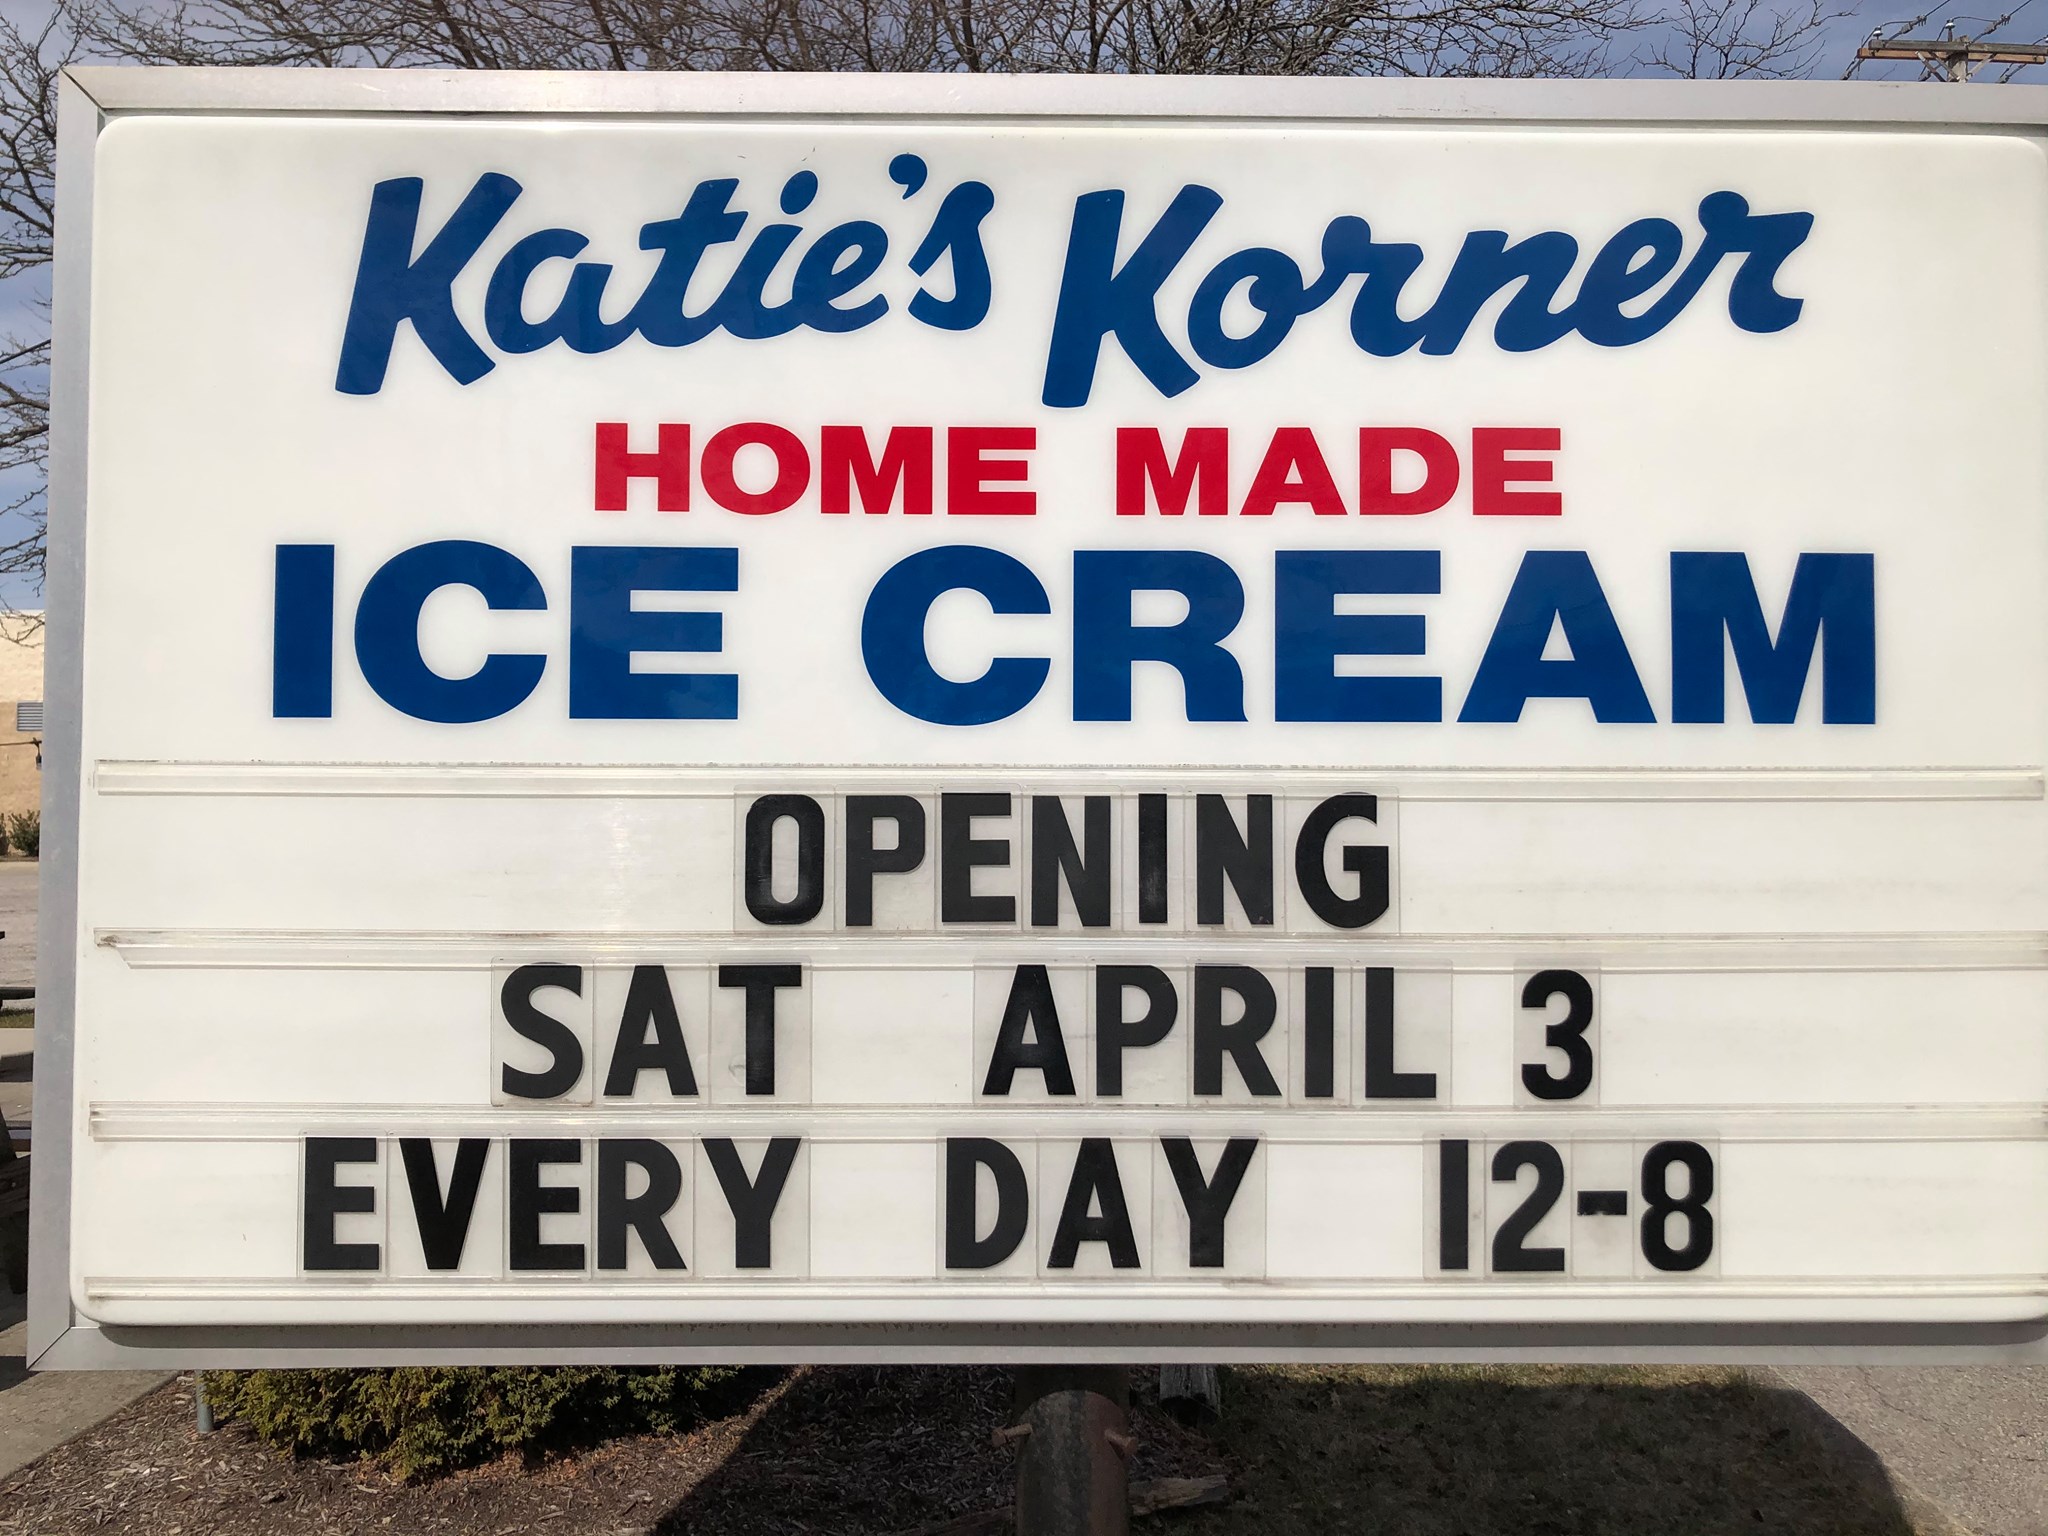 Katie's Korner
HOME MADE
ICE CREAM
OPENING
SAT APRIL 3
EVERY DAY 12-8